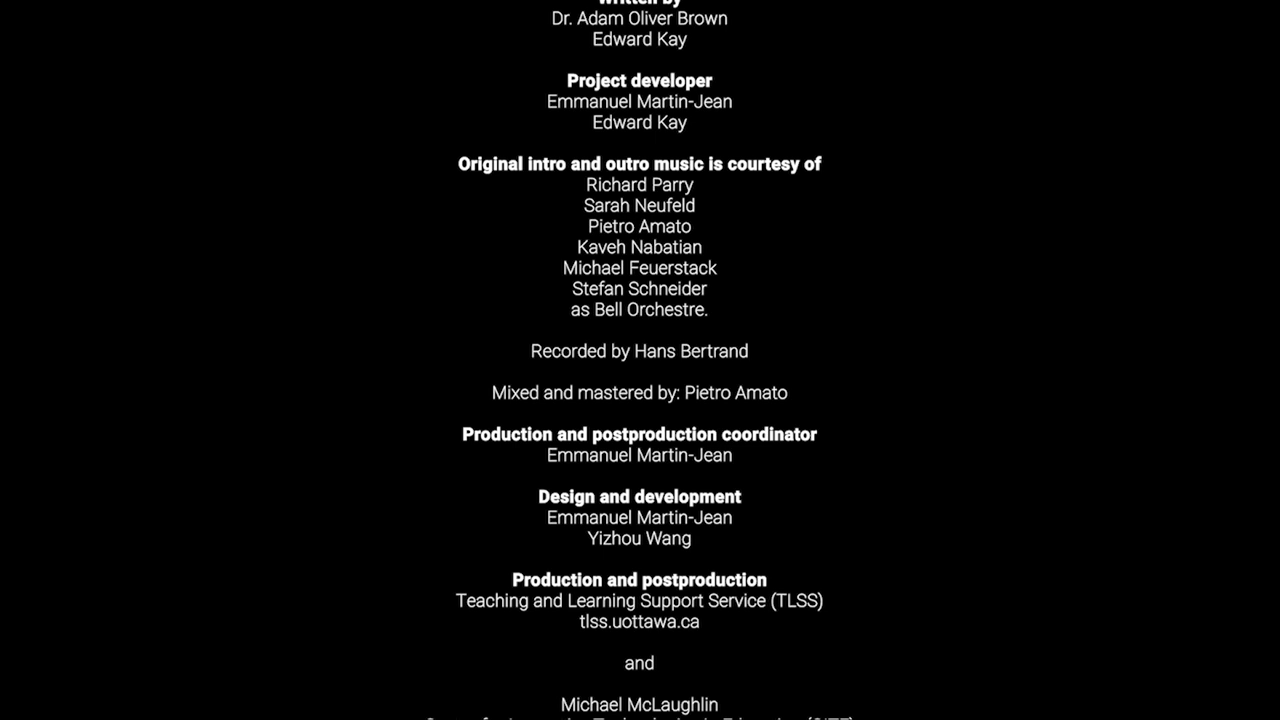 Written by
Dr. Adam Oliver Brown
Edward Kay
Project developer
Emmanuel Martin-Jean
Edward Kay
Original intro and outro music is courtesy of
Richard Parry
Sarah Neufeld
Pietro Amato
Kaveh Nabatian
Michael Feuerstack
Stefan Schneider
as Bell Orchestre.
Recorded by Hans Bertrand
Mixed and mastered by: Pietro Amato
Production and postproduction coordinator
Emmanuel Martin-Jean
Design and development
Emmanuel Martin-Jean
Yizhou Wang
Production and postproduction
Teaching and Learning Support Service (TLSS)
tlss.uottawa.ca
and
Michael McLaughlin